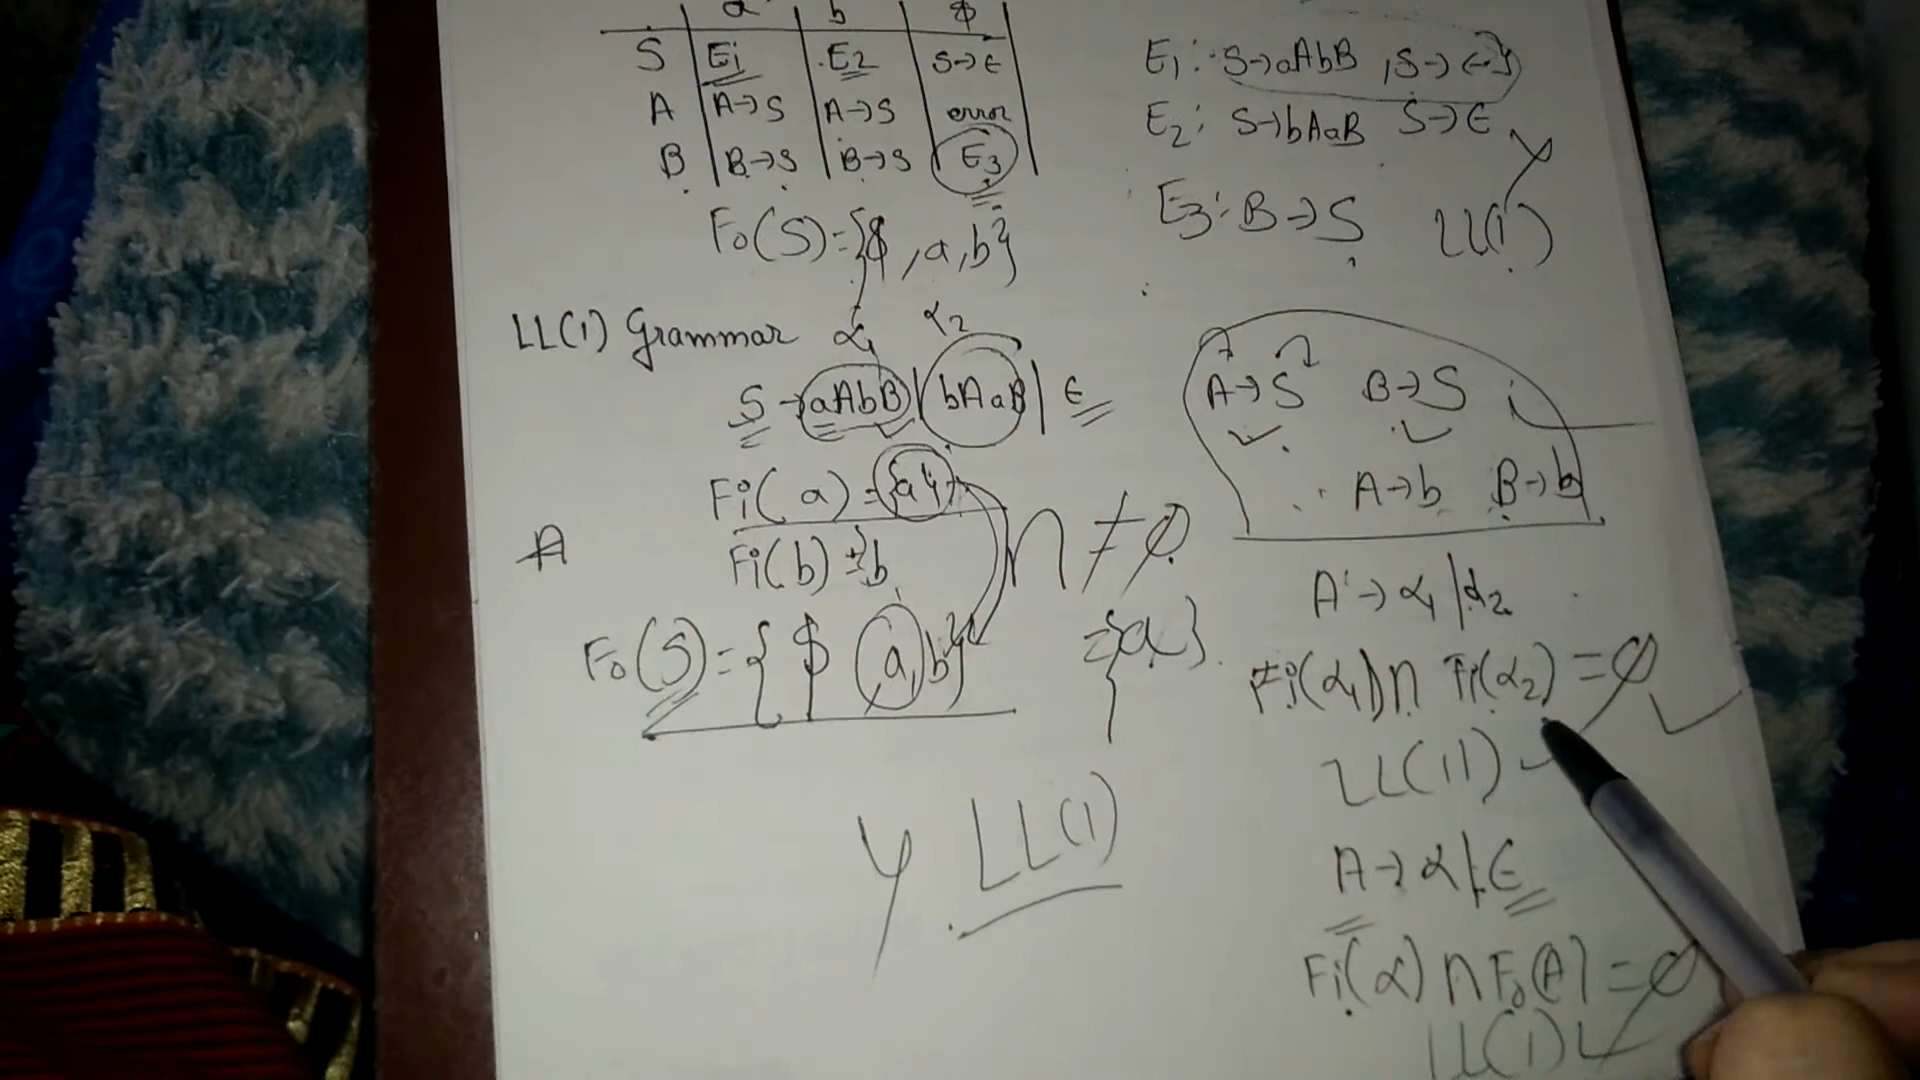 a b $
S E1 E2 S→ϵ
A A→S A→S error
B B→S B→S E3
Fo(S)={$,a,b}
E1: S→aAbB, S→ϵ}
E2: S→bAaB S→ϵ
E3: B→S LL(1)
LL(1) Grammar α1 α2
S→aAbB|bAaB|ϵ
Fi(a)={a}
Fi(b)={b
A
∩≠φ
Fo(S)={$ a,b}
={a}
LL(1)
A→S B→S
A→b B→b
A→α1|α2
Fi(α1)∩Fi(α2)=φ
LL(1)
A→α|ϵ
Fi(α)∩Fo(A)=φ
LL(1)